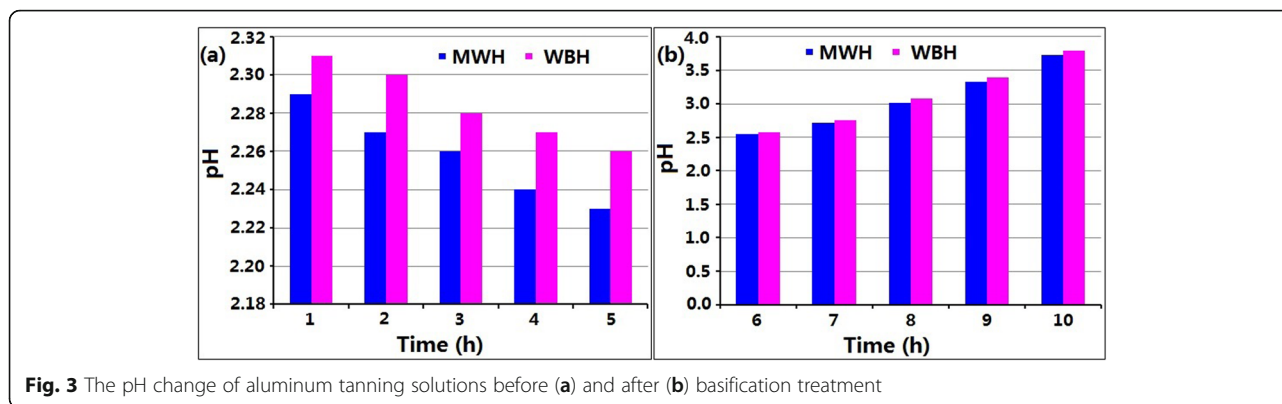 (a)
MWH WBH
2.32
2.30
2.28
2.26
2.24
2.22
2.20
2.18
pH
1 2 3 4 5
Time (h)
(b)
MWH WBH
4.0
3.5
3.0
2.5
2.0
1.5
1.0
0.5
0.0
pH
6 7 8 9 10
Time (h)
Fig. 3 The pH change of aluminum tanning solutions before (a) and after (b) basification treatment